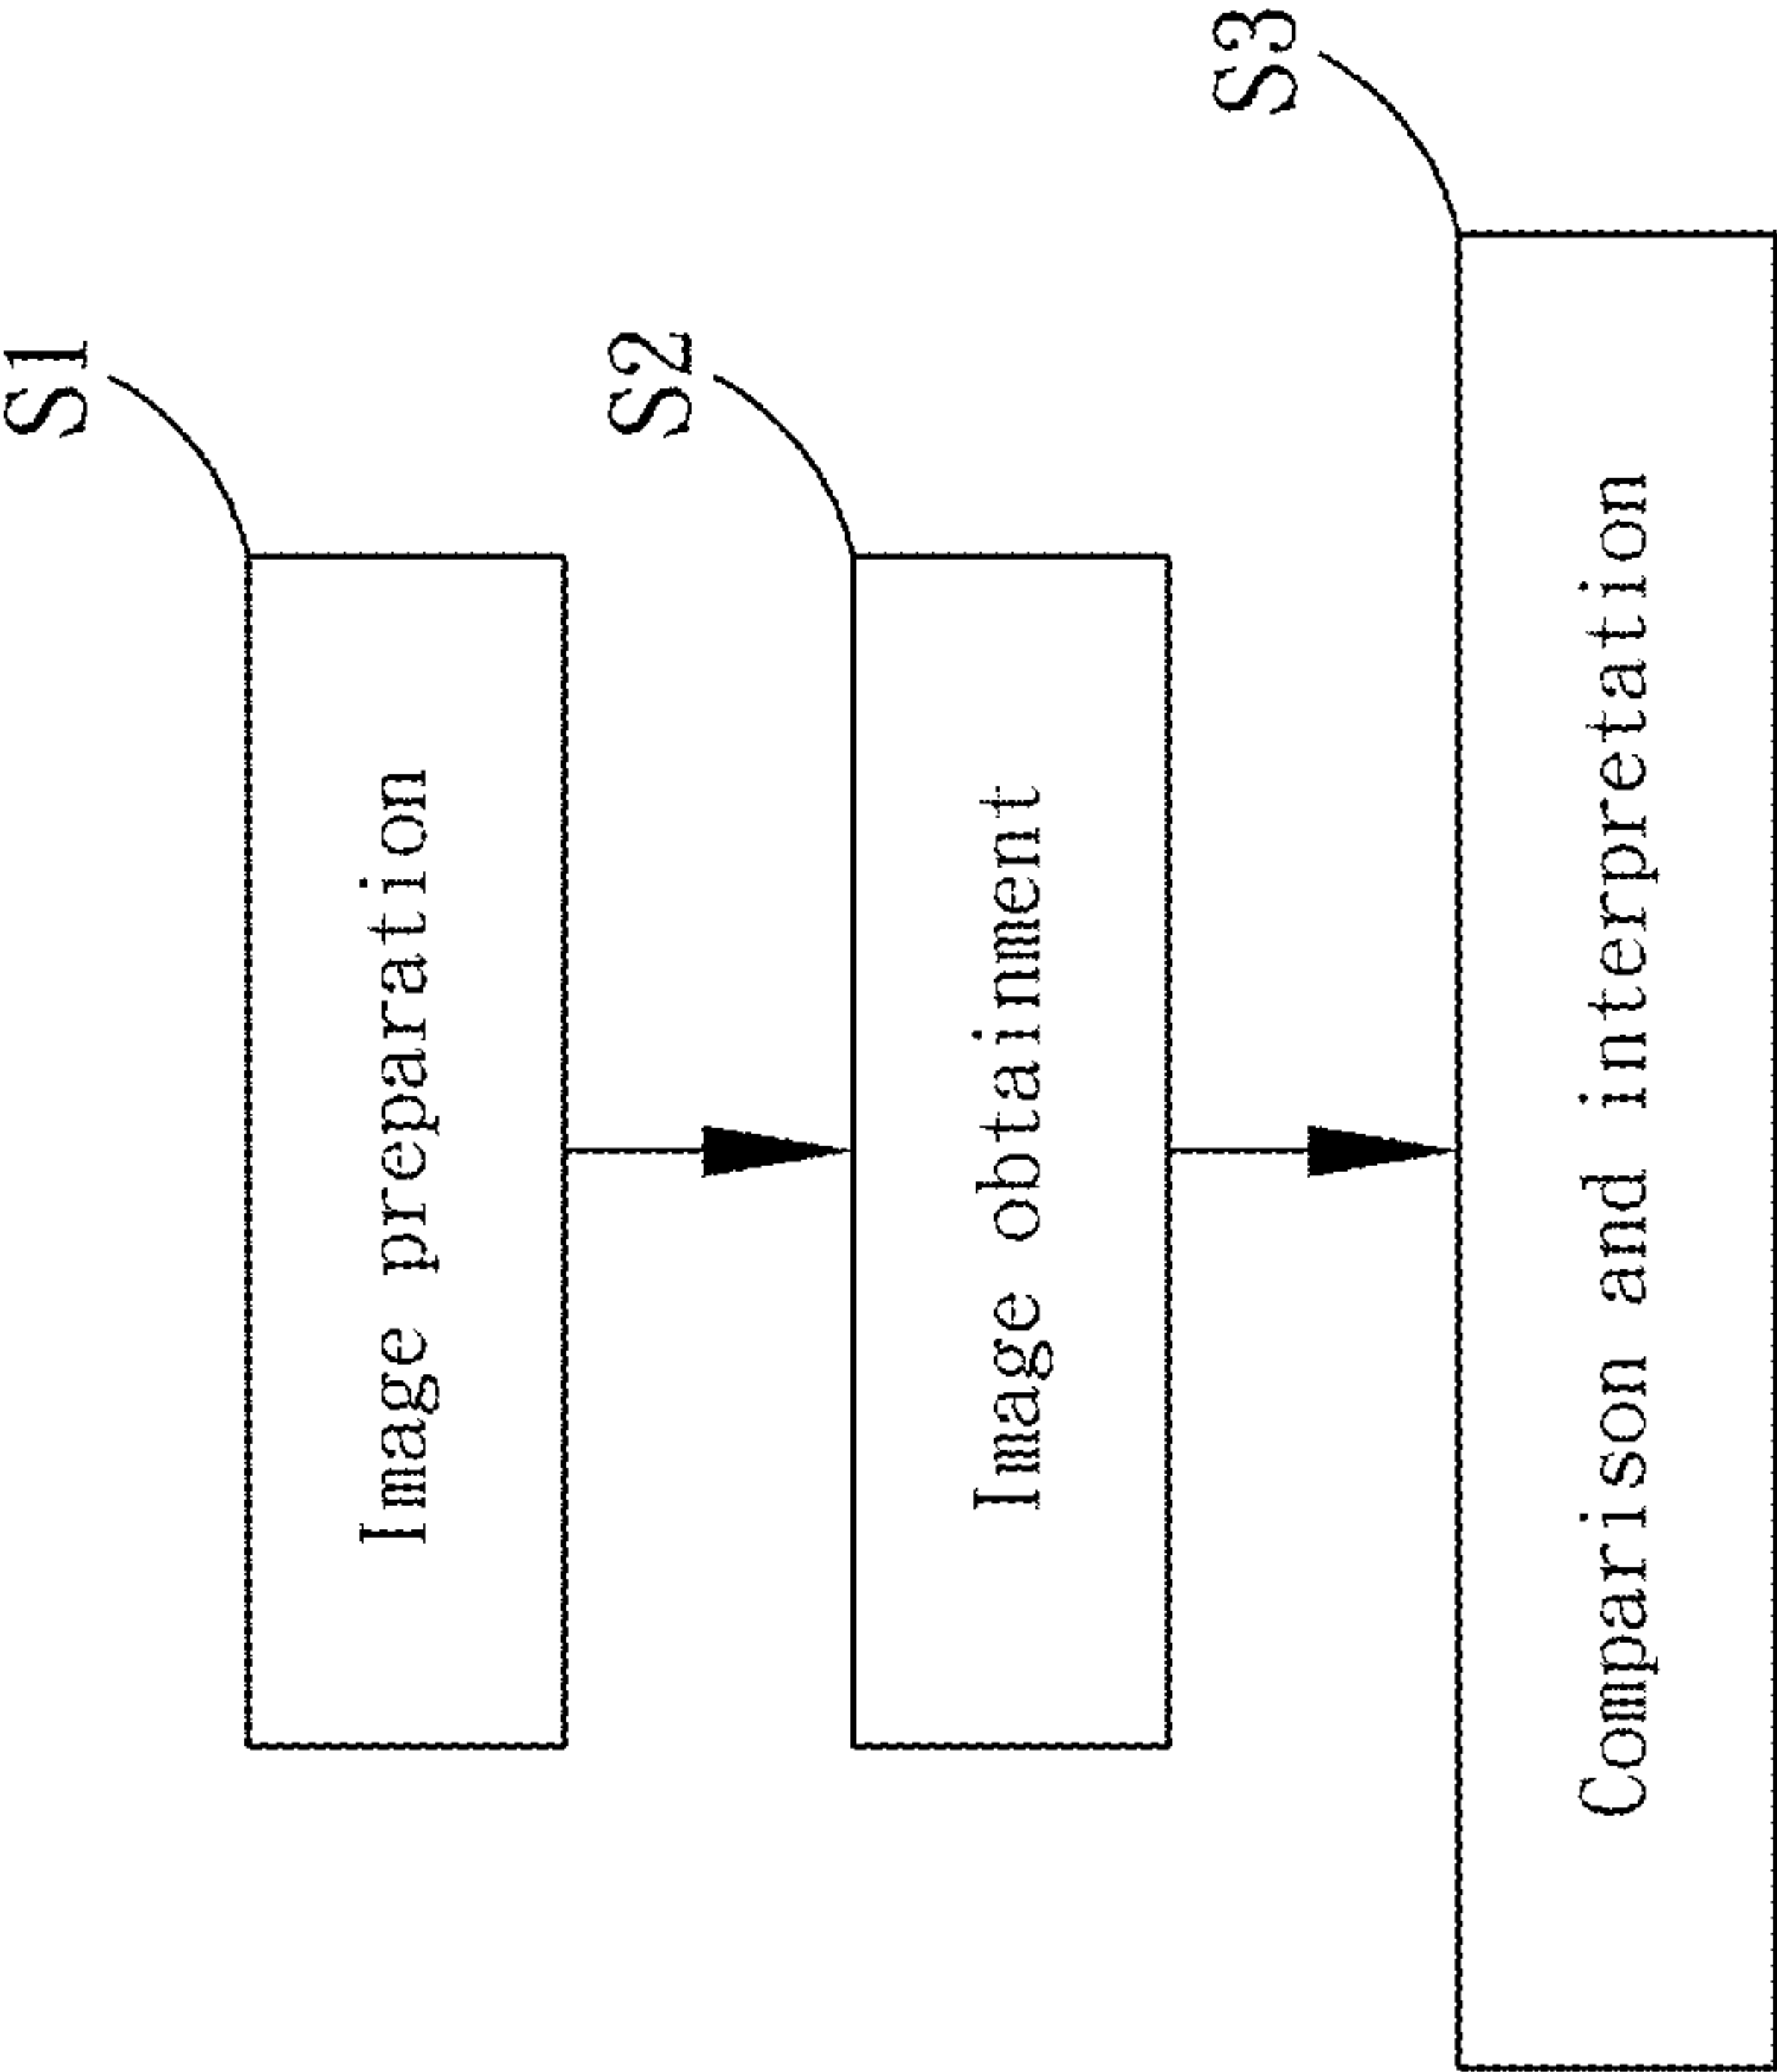 S1
Image preparation
S2
Image obtainment
S3
Comparison and interpretation